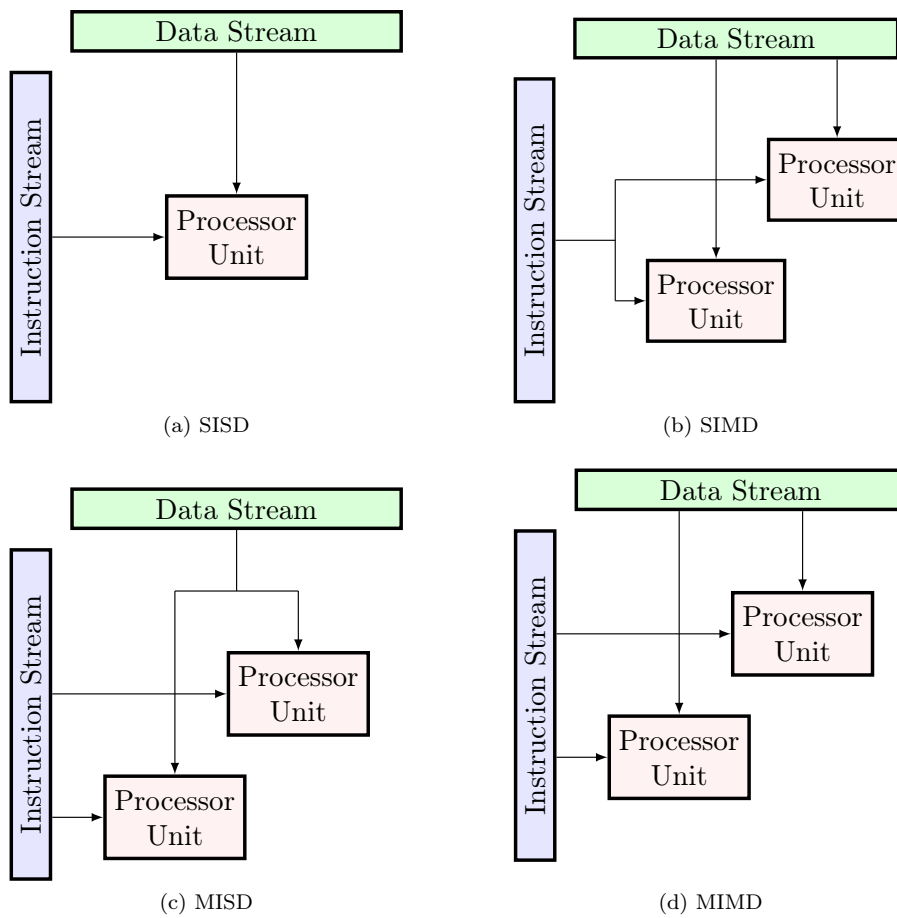 Data Stream
Instruction Stream
Processor
Unit
(a) SISD
Data Stream
Instruction Stream
Processor
Unit
Processor
Unit
(b) SIMD
Data Stream
Instruction Stream
Processor
Unit
Processor
Unit
(c) MISD
Data Stream
Instruction Stream
Processor
Unit
Processor
Unit
(d) MIMD